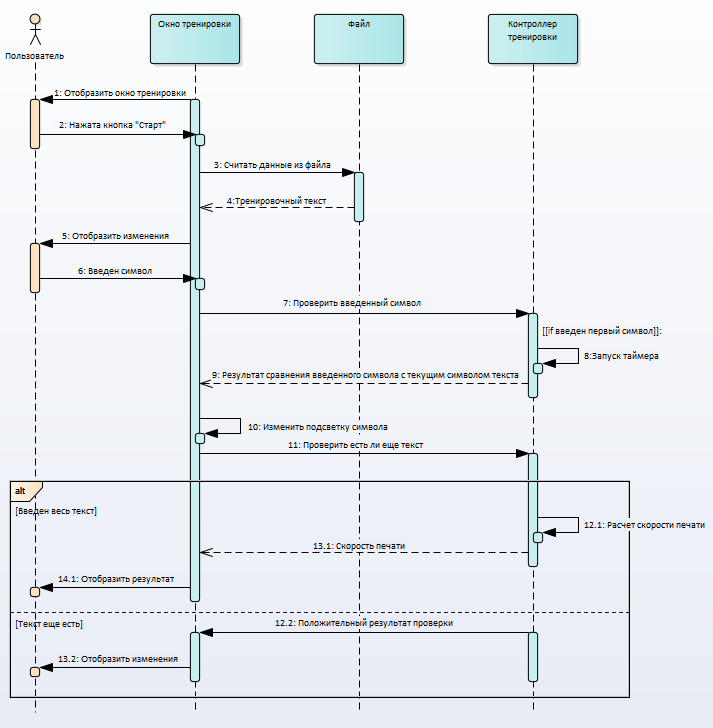 Пользователь
Окно тренировки
Файл
Контроллер
тренировки
1: Отобразить окно тренировки
2: Нажата кнопка "Старт"
3: Считать данные из файла
4:Тренировочный текст
5: Отобразить изменения
6: Введен символ
7: Проверить введенный символ
[[if введен первый символ]]:
8:Запуск таймера
9: Результат сравнения введенного символа с текущим символом текста
10: Изменить подсветку символа
11: Проверить есть ли еще текст
alt
[Введен весь текст]
12.1: Расчет скорости печати
13.1: Скорость печати
14.1: Отобразить результат
[Текст еще есть]
12.2: Положительный результат проверки
13.2: Отобразить изменения